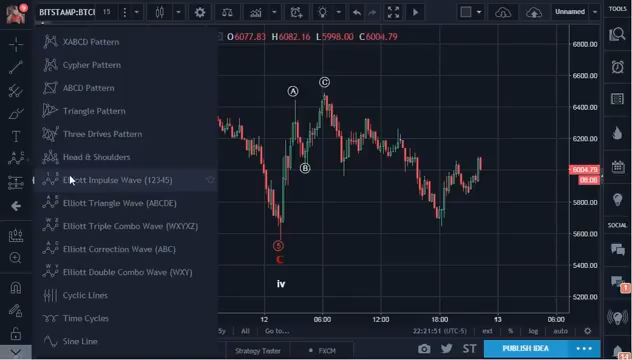 BITSTAMP:BTCI 15 Unnamed
TOOLS
O6077.83 H6082.16 L5998.00 C6004.79
XABCD Pattern
Cypher Pattern
ABCD Pattern
Triangle Pattern
Three Drives Pattern
Head & Shoulders
Elliott Impulse Wave (12345)
Elliott Triangle Wave (ABCDE)
Elliott Triple Combo Wave (WXYXZ)
Elliott Correction Wave (ABC)
Elliott Double Combo Wave (WXY)
Cyclic Lines
Time Cycles
Sine Line
A
C
B
5
C
iv
6800.00
6600.00
6400.00
6200.00
6004.79
08:08
5800.00
5600.00
5400.00
5200.00
12 06:00 12:00 18:00 13 06:00
5y All Go to... 22:21:51 (UTC-5) ext % log auto
Strategy Tester FXCM ST PUBLISH IDEA
SOCIAL
1
14